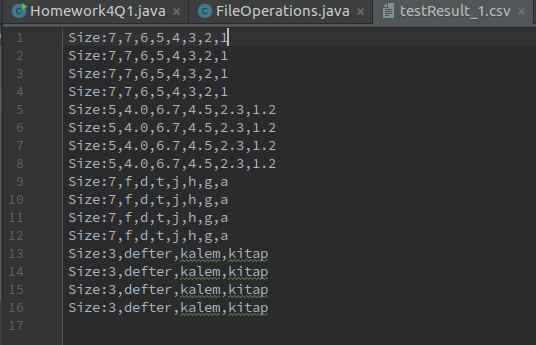 Homework4Q1.java × FileOperations.java × testResult_1.csv ×
1 Size:7,7,6,5,4,3,2,1
2 Size:7,7,6,5,4,3,2,1
3 Size:7,7,6,5,4,3,2,1
4 Size:7,7,6,5,4,3,2,1
5 Size:5,4.0,6.7,4.5,2.3,1.2
6 Size:5,4.0,6.7,4.5,2.3,1.2
7 Size:5,4.0,6.7,4.5,2.3,1.2
8 Size:5,4.0,6.7,4.5,2.3,1.2
9 Size:7,f,d,t,j,h,g,a
10 Size:7,f,d,t,j,h,g,a
11 Size:7,f,d,t,j,h,g,a
12 Size:7,f,d,t,j,h,g,a
13 Size:3,defter,kalem,kitap
14 Size:3,defter,kalem,kitap
15 Size:3,defter,kalem,kitap
16 Size:3,defter,kalem,kitap
17